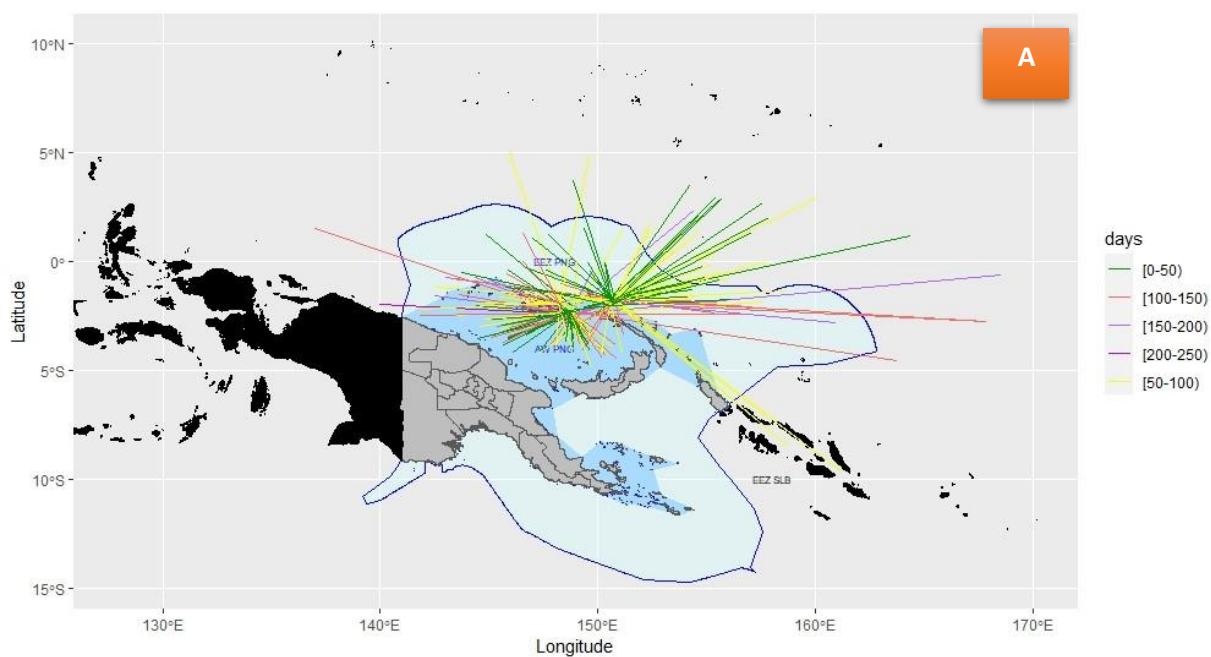 A
10°N
5°N
0°
5°S
10°S
15°S
Latitude
EEZ PNG
AW PNG
EEZ SLB
130°E
140°E
150°E
160°E
170°E
Longitude
days
[0-50)
[100-150)
[150-200)
[200-250)
[50-100)